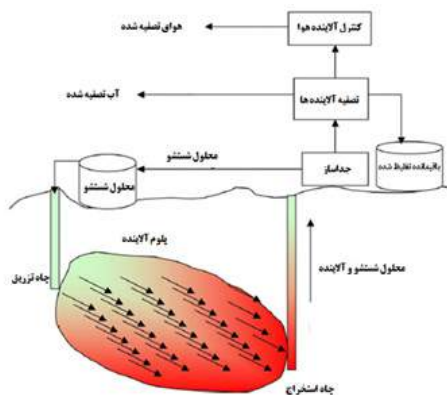 کنترل آلاینده هوا
هوای تصفیه شده
تصفیه آلاینده ها
آب تصفیه شده
باقیمانده تغلیظ شده
جداساز
محلول شستشو
محلول شستشو
پلوم آلاینده
محلول شستشو و آلاینده
چاه تزریق
چاه استخراج